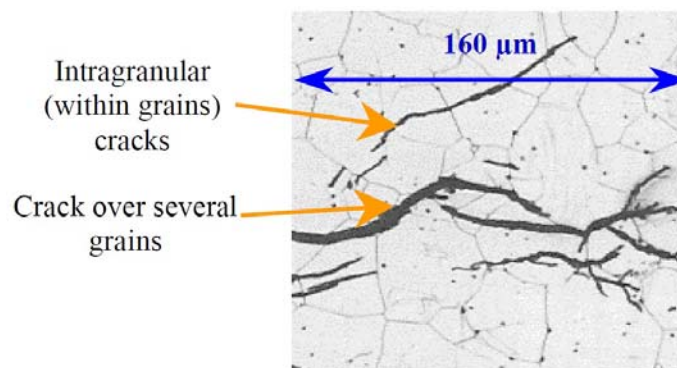 160 µm
Intragranular
(within grains)
cracks
Crack over several
grains